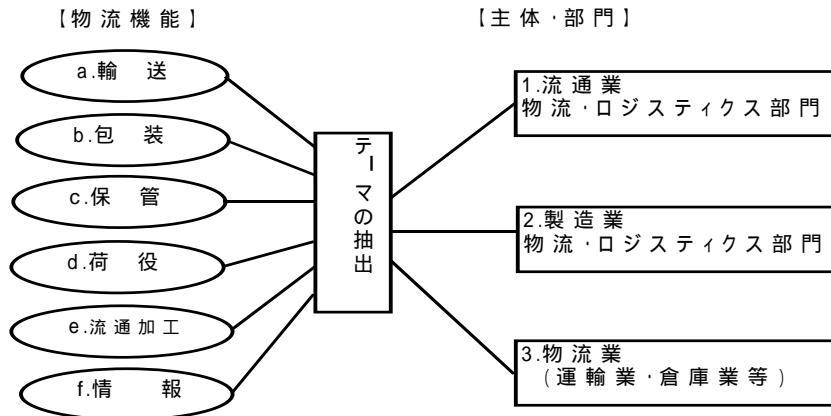 【物流機能】
【主体・部門】
a.輸 送
b.包 装
c.保 管
d.荷 役
e.流通加工
f.情 報
テーマの抽出
1.流通業
物流・ロジスティクス部門
2.製造業
物流・ロジスティクス部門
3.物流業
(運輸業・倉庫業等)